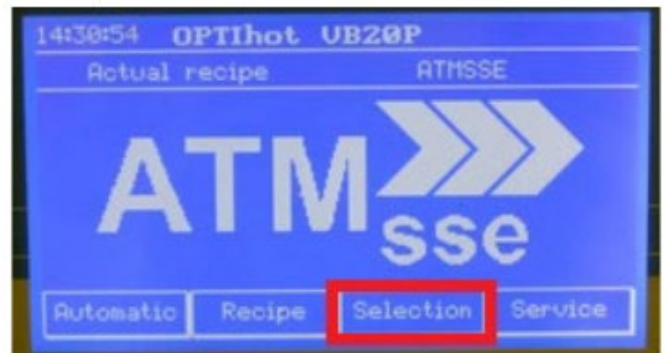 14:30:54 OPTIhot VB20P
Actual recipe ATMSSE
ATM
sse
Automatic Recipe Selection Service